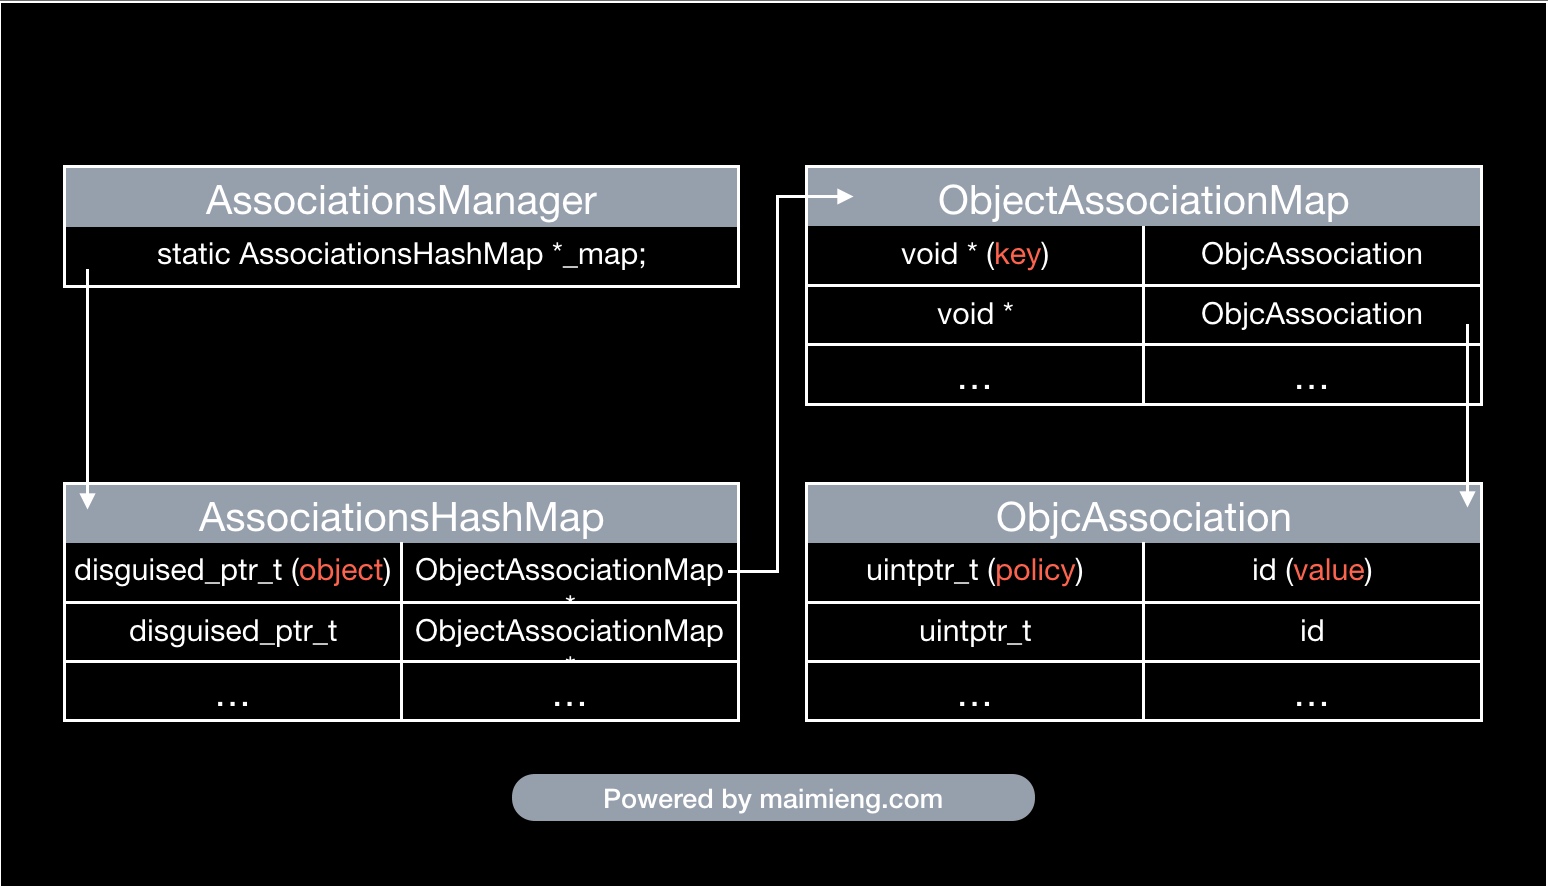 AssociationsManager
static AssociationsHashMap *_map;
ObjectAssociationMap
void * (key) ObjcAssociation
void * ObjcAssociation
... ...
AssociationsHashMap
disguised_ptr_t (object) ObjectAssociationMap
*
disguised_ptr_t ObjectAssociationMap
*
... ...
ObjcAssociation
uintptr_t (policy) id (value)
uintptr_t id
... ...
Powered by maimieng.com